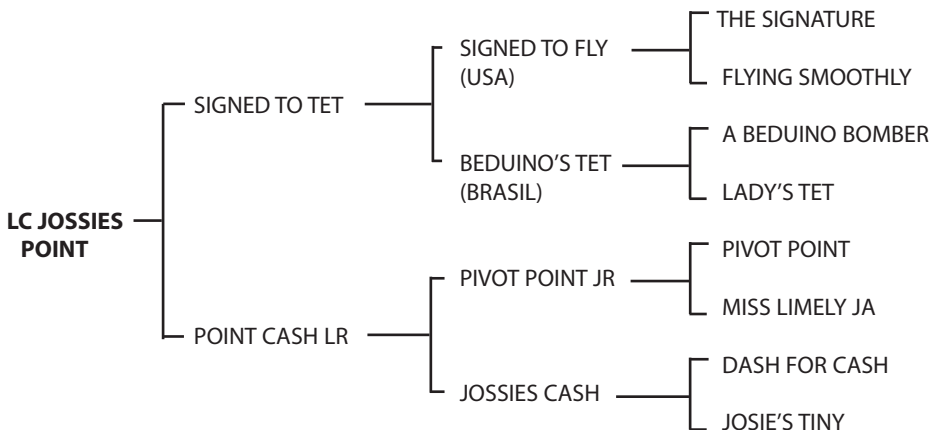 LC JOSSIES
POINT
SIGNED TO TET
POINT CASH LR
SIGNED TO FLY
(USA)
BEDUINO'S TET
(BRASIL)
PIVOT POINT JR
JOSSIES CASH
THE SIGNATURE
FLYING SMOOTHLY
A BEDUINO BOMBER
LADY'S TET
PIVOT POINT
MISS LIMELY JA
DASH FOR CASH
JOSIE'S TINY